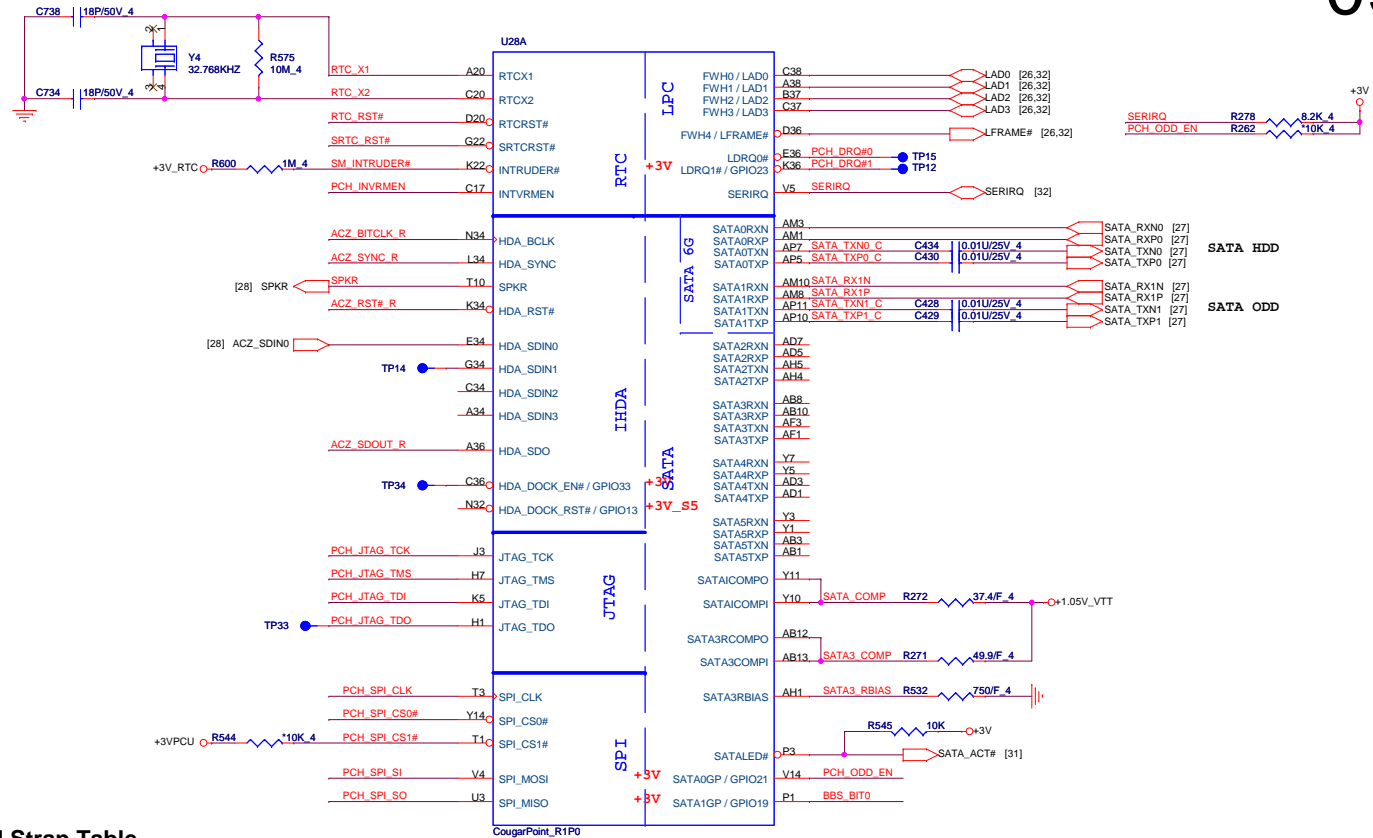 C738 18P/50V_4
2 1
Y4
32.768KHZ
3 4
R575
10M_4
C734 18P/50V_4
U28A
RTC_X1 A20 RTCX1
RTC_X2 C20 RTCX2
RTC_RST# D20 RTCRST#
SRTC_RST# G22 SRTCRST#
+3V_RTC R600 1M_4 SM_INTRUDER# K22 INTRUDER#
PCH_INVRMEN C17 INTVRMEN
RTC
LPC
+3V
FWH0 / LAD0 C38 LAD0 [26,32]
FWH1 / LAD1 A38 LAD1 [26,32]
FWH2 / LAD2 B37 LAD2 [26,32]
FWH3 / LAD3 C37 LAD3 [26,32]
FWH4 / LFRAME# D36 LFRAME# [26,32]
LDRQ0# E36 PCH_DRQ#0 TP15
LDRQ1# / GPIO23 K36 PCH_DRQ#1 TP12
SERIRQ V5 SERIRQ SERIRQ [32]
+3V
SERIRQ R278 8.2K_4
PCH_ODD_EN R262 *10K_4
ACZ_BITCLK_R N34 HDA_BCLK
ACZ_SYNC_R L34 HDA_SYNC
[28] SPKR SPKR T10 SPKR
ACZ_RST#_R K34 HDA_RST#
[28] ACZ_SDIN0 E34 HDA_SDIN0
TP14 G34 HDA_SDIN1
C34 HDA_SDIN2
A34 HDA_SDIN3
ACZ_SDOUT_R A36 HDA_SDO
TP34 C36 HDA_DOCK_EN# / GPIO33 +3V
N32 HDA_DOCK_RST# / GPIO13 +3V_S5
IHDA
SATA 6G
SATA
SATA0RXN AM3 SATA_RXN0 [27]
SATA0RXP AM1 SATA_RXP0 [27]
SATA0TXN AP7 SATA_TXN0_C C434 0.01U/25V_4 SATA_TXN0 [27]
SATA0TXP AP5 SATA_TXP0_C C430 0.01U/25V_4 SATA_TXP0 [27]
SATA HDD
SATA1RXN AM10 SATA_RX1N SATA_RX1N [27]
SATA1RXP AM8 SATA_RX1P SATA_RX1P [27]
SATA1TXN AP11 SATA_TXN1_C C428 0.01U/25V_4 SATA_TXN1 [27]
SATA1TXP AP10 SATA_TXP1_C C429 0.01U/25V_4 SATA_TXP1 [27]
SATA ODD
SATA2RXN AD7
SATA2RXP AD5
SATA2TXN AH5
SATA2TXP AH4
SATA3RXN AB8
SATA3RXP AB10
SATA3TXN AF3
SATA3TXP AF1
SATA4RXN Y7
SATA4RXP Y5
SATA4TXN AD3
SATA4TXP AD1
SATA5RXN Y3
SATA5RXP Y1
SATA5TXN AB3
SATA5TXP AB1
PCH_JTAG_TCK J3 JTAG_TCK
PCH_JTAG_TMS H7 JTAG_TMS
PCH_JTAG_TDI K5 JTAG_TDI
TP33 PCH_JTAG_TDO H1 JTAG_TDO
JTAG
SATAICOMPO Y11
SATAICOMPI Y10 SATA_COMP R272 37.4/F_4 +1.05V_VTT
SATA3RCOMPO AB12
SATA3COMPI AB13 SATA3_COMP R271 49.9/F_4
SATA3RBIAS AH1 SATA3_RBIAS R532 750/F_4
PCH_SPI_CLK T3 SPI_CLK
PCH_SPI_CS0# Y14 SPI_CS0#
+3VPCU R544 *10K_4 PCH_SPI_CS1# T1 SPI_CS1#
PCH_SPI_SI V4 SPI_MOSI
PCH_SPI_SO U3 SPI_MISO
SPI
R545 10K +3V
SATALED# P3 SATA_ACT# [31]
+3V SATA0GP / GPIO21 V14 PCH_ODD_EN
+3V SATA1GP / GPIO19 P1 BBS_BIT0
CougarPoint_R1P0
Strap Table